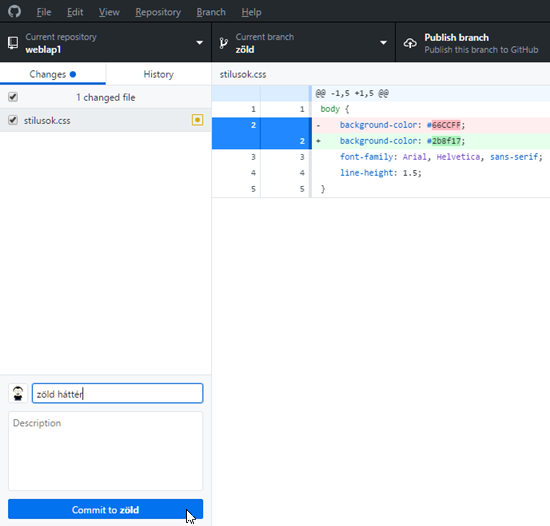 File Edit View Repository Branch Help
Current repository
weblap1
Current branch
zöld
Publish branch
Publish this branch to GitHub
Changes History
1 changed file
stilusok.css
stilusok.css
@@ -1,5 +1,5 @@
1 1 body {
2 - background-color: #66CCFF;
2 + background-color: #2b8f17;
3 3 font-family: Arial, Helvetica, sans-serif;
4 4 line-height: 1.5;
5 5 }
zöld háttér
Description
Commit to zöld